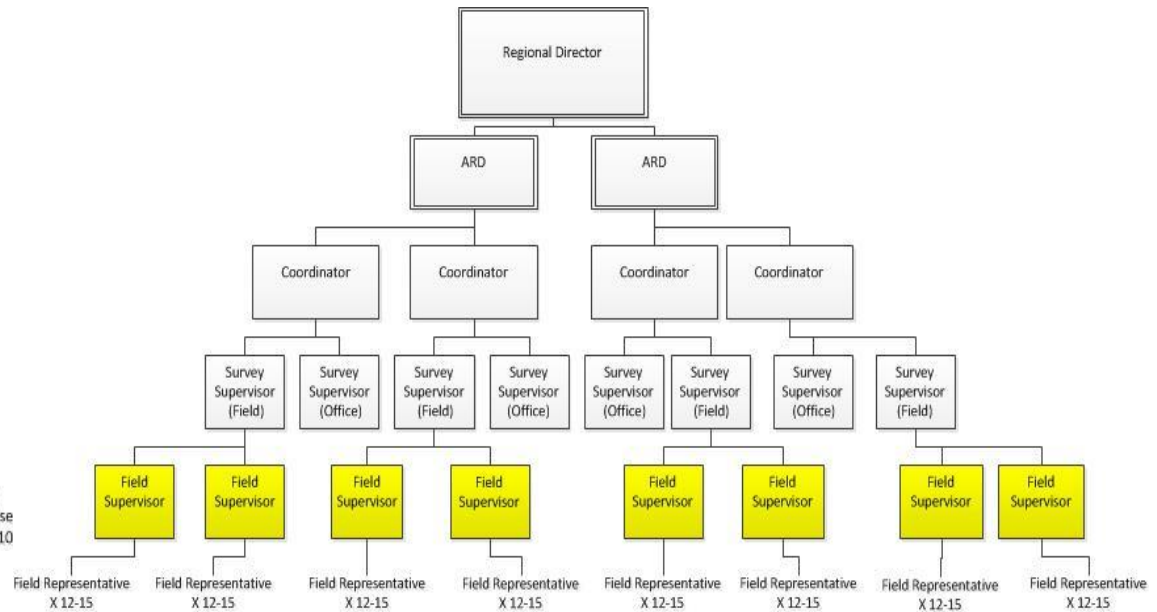 Regional Director
ARD
ARD
Coordinator
Coordinator
Coordinator
Coordinator
Survey
Supervisor
(Field)
Survey
Supervisor
(Office)
Survey
Supervisor
(Field)
Survey
Supervisor
(Office)
Survey
Supervisor
(Office)
Survey
Supervisor
(Field)
Survey
Supervisor
(Office)
Survey
Supervisor
(Field)
Field
Supervisor
Field
Supervisor
Field
Supervisor
Field
Supervisor
Field
Supervisor
Field
Supervisor
Field
Supervisor
Field
Supervisor
se
10
Field Representative
X 12-15
Field Representative
X 12-15
Field Representative
X 12-15
Field Representative
X 12-15
Field Representative
X 12-15
Field Representative
X 12-15
Field Representative
X 12-15
Field Representative
X 12-15